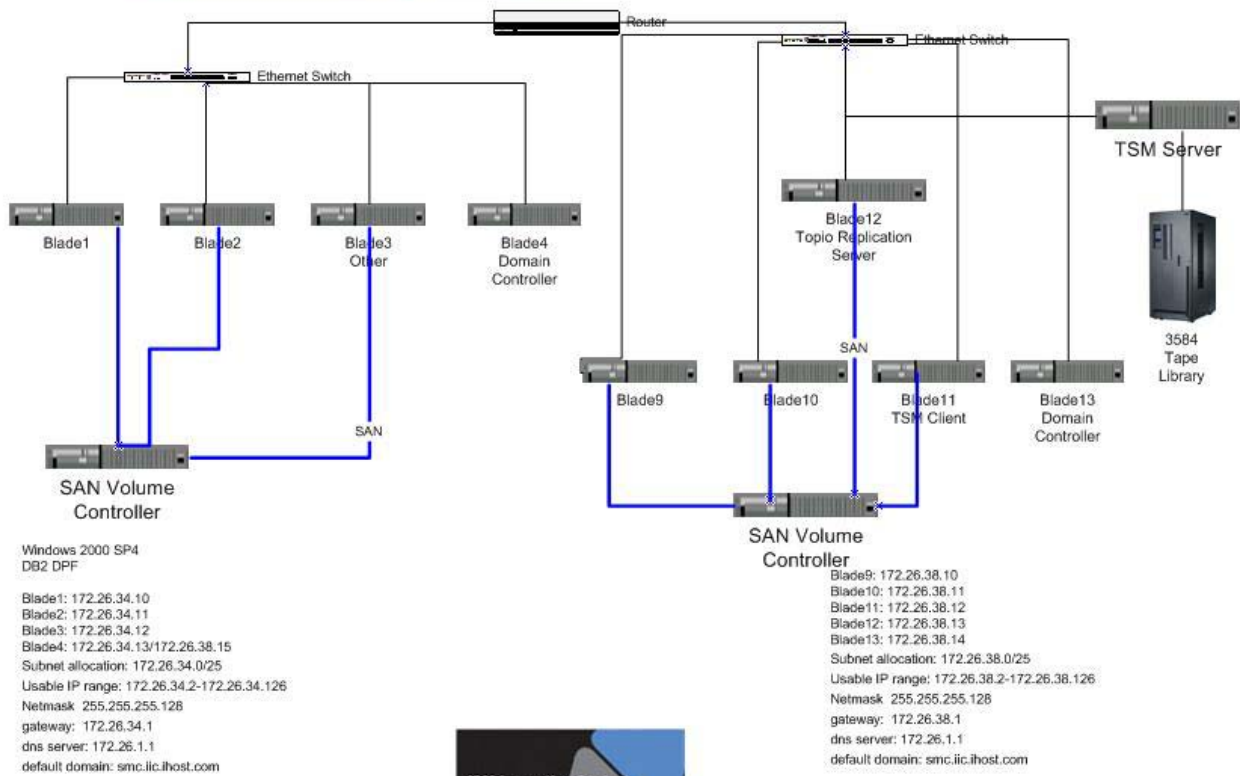 Router
Ethernet Switch
Ethernet Switch
TSM Server
Blade1
Blade2
Blade3
Other
Blade4
Domain
Controller
Blade12
Topio Replication
Server
3584
Tape
Library
SAN
SAN
Blade9
Blade10
Blade11
TSM Client
Blade13
Domain
Controller
SAN Volume
Controller
SAN Volume
Controller
Windows 2000 SP4
DB2 DPF
Blade1: 172.26.34.10
Blade2: 172.26.34.11
Blade3: 172.26.34.12
Blade4: 172.26.34.13/172.26.38.15
Subnet allocation: 172.26.34.0/25
Usable IP range: 172.26.34.2-172.26.34.126
Netmask 255.255.255.128
gateway: 172.26.34.1
dns server: 172.26.1.1
default domain: smc.iic.ihost.com
Blade9: 172.26.38.10
Blade10: 172.26.38.11
Blade11: 172.26.38.12
Blade12: 172.26.38.13
Blade13: 172.26.38.14
Subnet allocation: 172.26.38.0/25
Usable IP range: 172.26.38.2-172.26.38.126
Netmask 255.255.255.128
gateway: 172.26.38.1
dns server: 172.26.1.1
default domain: smc.iic.ihost.com